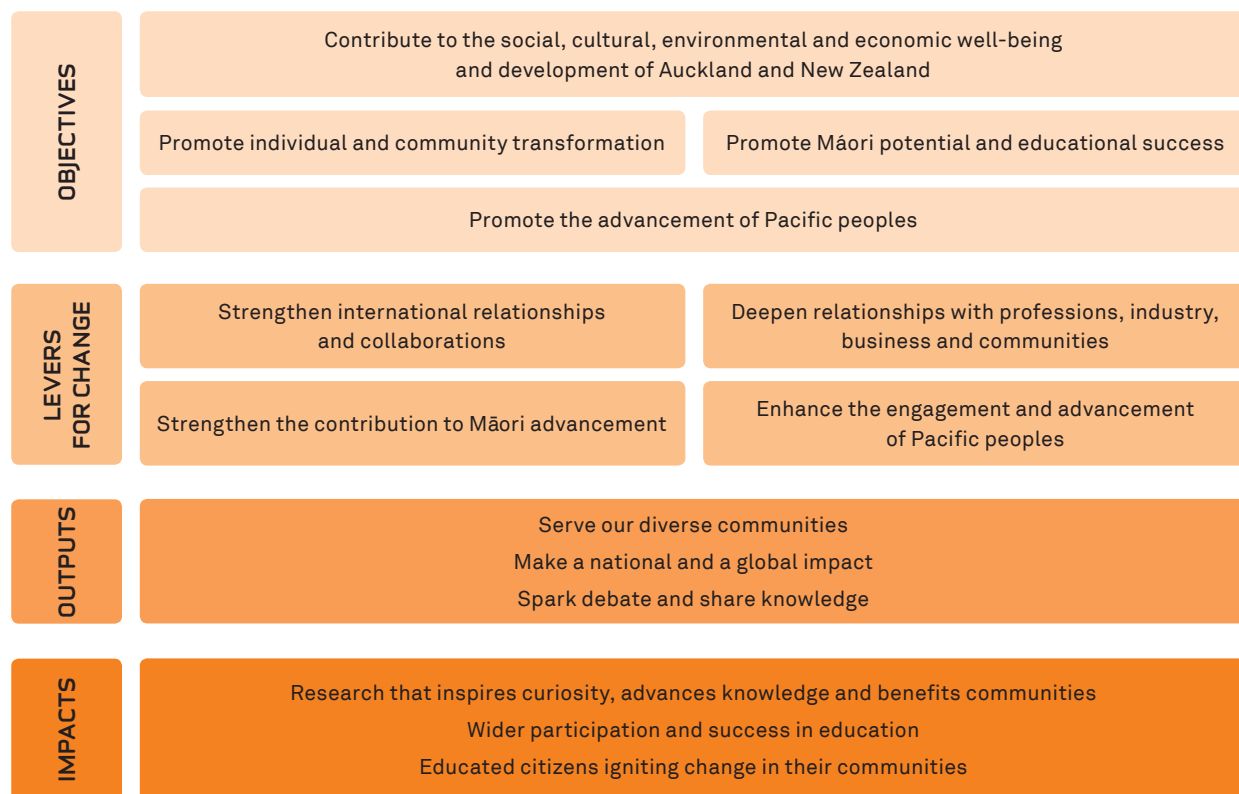 OBJECTIVES
Contribute to the social, cultural, environmental and economic well-being
and development of Auckland and New Zealand
Promote individual and community transformation
Promote Máori potential and educational success
Promote the advancement of Pacific peoples
LEVERS
FOR CHANGE
Strengthen international relationships
and collaborations
Deepen relationships with professions, industry,
business and communities
Strengthen the contribution to Māori advancement
Enhance the engagement and advancement
of Pacific peoples
OUTPUTS
Serve our diverse communities
Make a national and a global impact
Spark debate and share knowledge
IMPACTS
Research that inspires curiosity, advances knowledge and benefits communities
Wider participation and success in education
Educated citizens igniting change in their communities